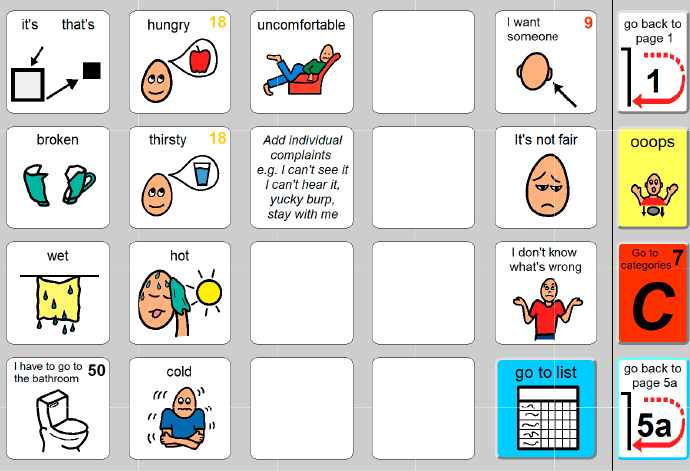 it's that's
hungry 18
uncomfortable
I want
someone
9
go back to
page 1
1
broken
thirsty 18
Add individual
complaints
e.g. I can't see it
I can't hear it,
yucky burp,
stay with me
It's not fair
ooops
wet
hot
I don't know
what's wrong
Go to
categories 7
C
I have to go to
the bathroom 50
cold
go to list
go back to
page 5a
5a